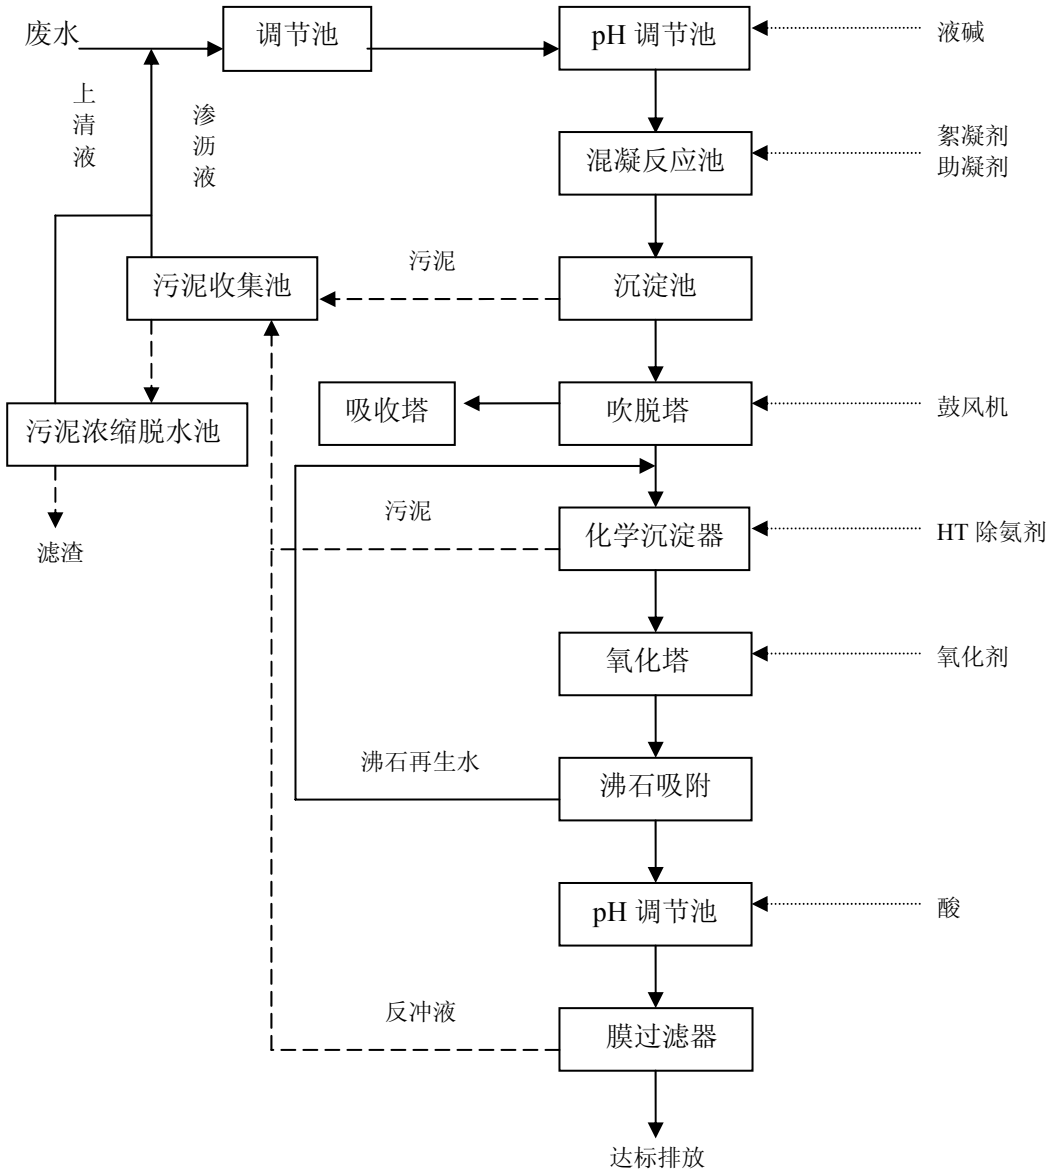 废水
调节池
pH 调节池
液碱
上清液
渗沥液
混凝反应池
絮凝剂
助凝剂
污泥
污泥收集池
沉淀池
吸收塔
吹脱塔
鼓风机
污泥浓缩脱水池
污泥
化学沉淀器
HT 除氨剂
滤渣
氧化塔
氧化剂
沸石再生水
沸石吸附
pH 调节池
酸
反冲液
膜过滤器
达标排放